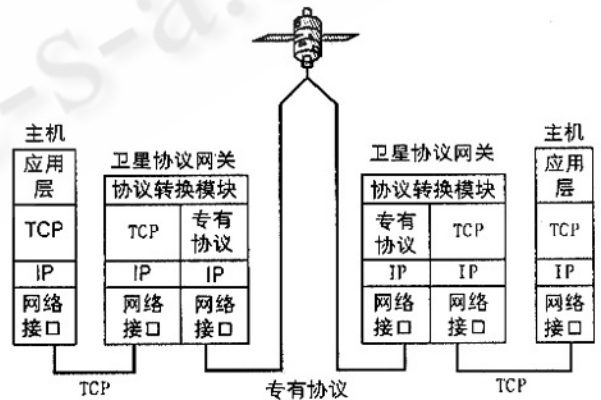 -s-a
主机
应用
层
TCP
IP
网络
接口
卫星协议网关
协议转换模块
TCP
专有
协议
IP
IP
网络
接口
网络
接口
卫星协议网关
协议转换模块
专有
协议
TCP
IP
IP
网络
接口
网络
接口
主机
应用
层
TCP
IP
网络
接口
TCP
专有协议
TCP